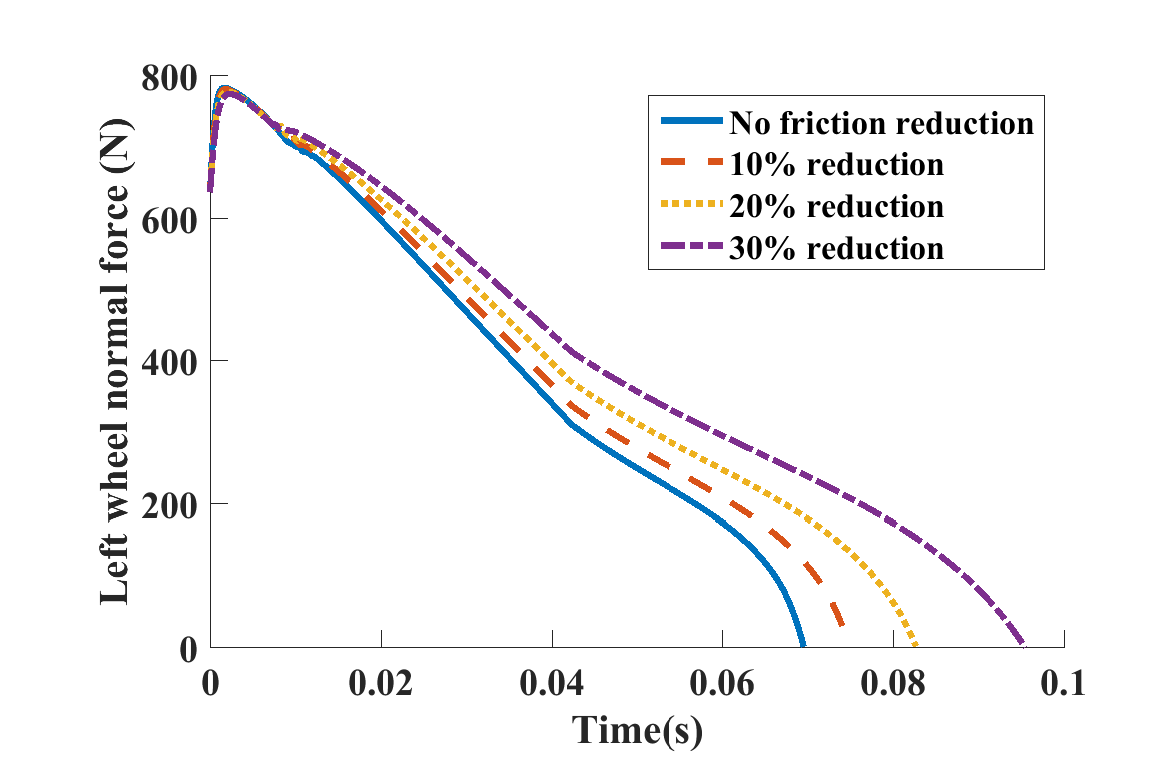 800
600
400
200
0
Left wheel normal force (N)
No friction reduction
10% reduction
20% reduction
30% reduction
0 0.02 0.04 0.06 0.08 0.1
Time(s)